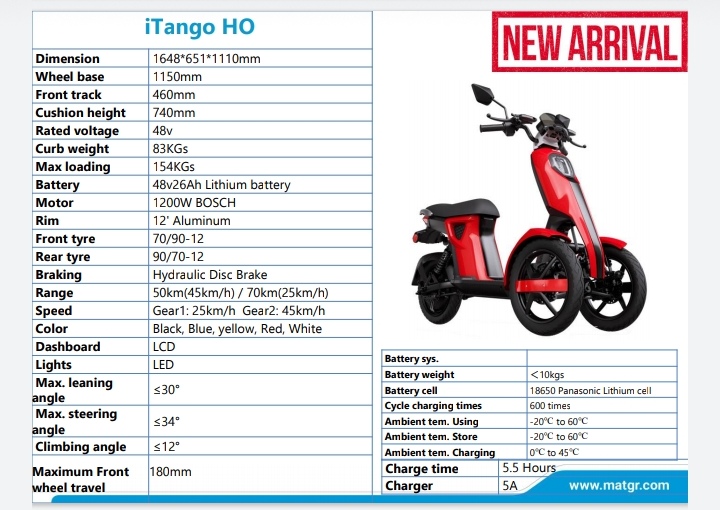 iTango HO
NEW ARRIVAL
Dimension 1648*651*1110mm
Wheel base 1150mm
Front track 460mm
Cushion height 740mm
Rated voltage 48v
Curb weight 83KGs
Max loading 154KGs
Battery 48v26Ah Lithium battery
Motor 1200W BOSCH
Rim 12' Aluminum
Front tyre 70/90-12
Rear tyre 90/70-12
Braking Hydraulic Disc Brake
Range 50km(45km/h) / 70km(25km/h)
Speed Gear1: 25km/h Gear2: 45km/h
Color Black, Blue, yellow, Red, White
Dashboard LCD
Lights LED
Max. leaning
angle ≤30°
Max. steering
angle ≤34°
Climbing angle ≤12°
Maximum Front 180mm
wheel travel
Battery sys.
Battery weight ＜10kgs
Battery cell 18650 Panasonic Lithium cell
Cycle charging times 600 times
Ambient tem. Using -20℃ to 60℃
Ambient tem. Store -20℃ to 60℃
Ambient tem. Charging 0℃ to 45℃
Charge time 5.5 Hours
Charger 5A
www.matgr.com